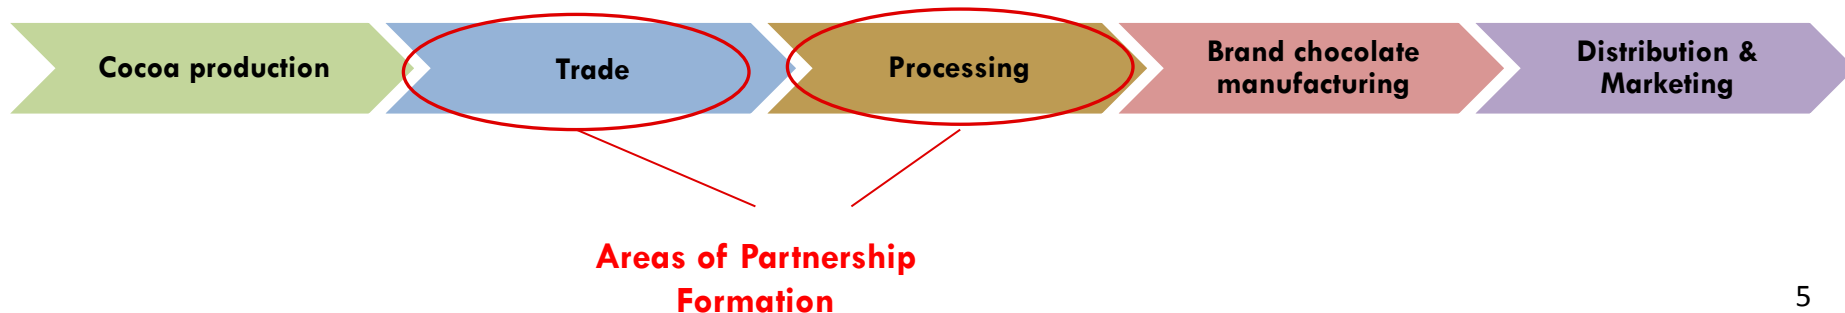 Cocoa production
Trade
Processing
Brand chocolate
manufacturing
Distribution &
Marketing
Areas of Partnership
Formation
5